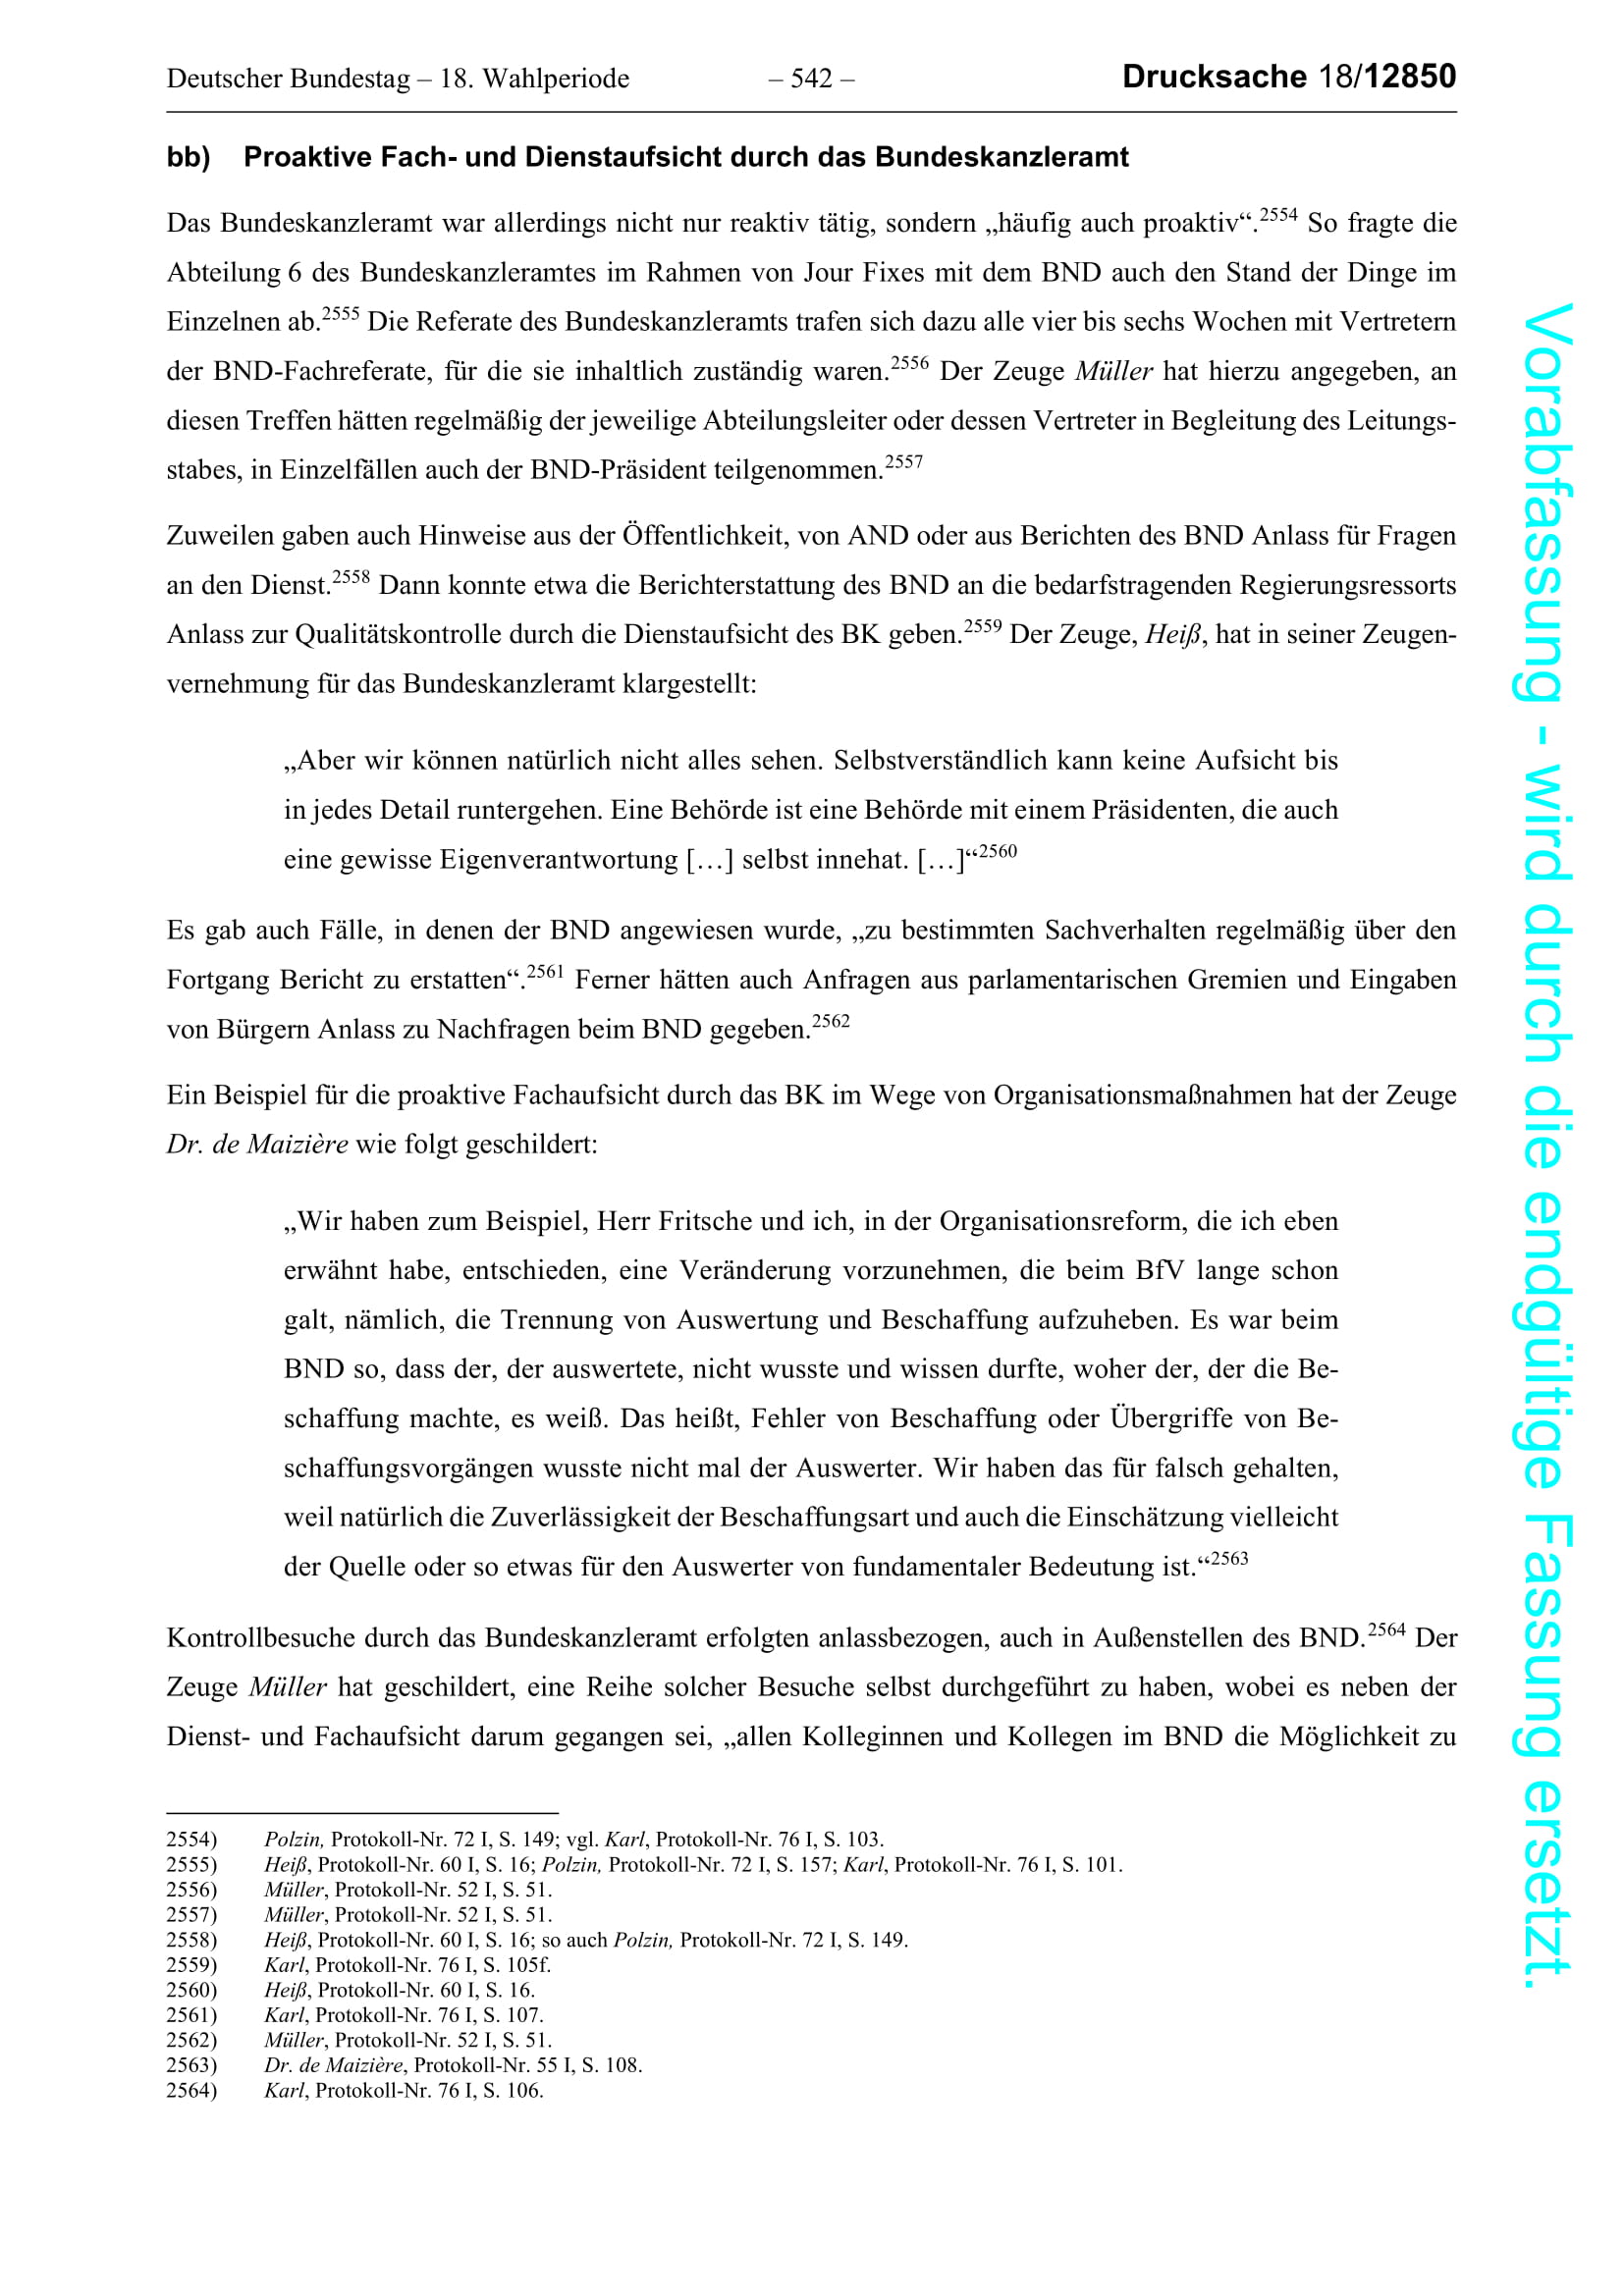 Deutscher Bundestag – 18. Wahlperiode – 542 – Drucksache 18/12850
bb) Proaktive Fach- und Dienstaufsicht durch das Bundeskanzleramt
Das Bundeskanzleramt war allerdings nicht nur reaktiv tätig, sondern „häufig auch proaktiv“.2554 So fragte die
Abteilung 6 des Bundeskanzleramtes im Rahmen von Jour Fixes mit dem BND auch den Stand der Dinge im
Einzelnen ab.2555 Die Referate des Bundeskanzleramts trafen sich dazu alle vier bis sechs Wochen mit Vertretern
der BND-Fachreferate, für die sie inhaltlich zuständig waren.2556 Der Zeuge Müller hat hierzu angegeben, an
diesen Treffen hätten regelmäßig der jeweilige Abteilungsleiter oder dessen Vertreter in Begleitung des Leitungs-
stabes, in Einzelfällen auch der BND-Präsident teilgenommen.2557
Zuweilen gaben auch Hinweise aus der Öffentlichkeit, von AND oder aus Berichten des BND Anlass für Fragen
an den Dienst.2558 Dann konnte etwa die Berichterstattung des BND an die bedarfstragenden Regierungsressorts
Anlass zur Qualitätskontrolle durch die Dienstaufsicht des BK geben.2559 Der Zeuge, Heiß, hat in seiner Zeugen-
vernehmung für das Bundeskanzleramt klargestellt:
„Aber wir können natürlich nicht alles sehen. Selbstverständlich kann keine Aufsicht bis
in jedes Detail runtergehen. Eine Behörde ist eine Behörde mit einem Präsidenten, die auch
eine gewisse Eigenverantwortung […] selbst innehat. […]“2560
Es gab auch Fälle, in denen der BND angewiesen wurde, „zu bestimmten Sachverhalten regelmäßig über den
Fortgang Bericht zu erstatten“.2561 Ferner hätten auch Anfragen aus parlamentarischen Gremien und Eingaben
von Bürgern Anlass zu Nachfragen beim BND gegeben.2562
Ein Beispiel für die proaktive Fachaufsicht durch das BK im Wege von Organisationsmaßnahmen hat der Zeuge
Dr. de Maizière wie folgt geschildert:
„Wir haben zum Beispiel, Herr Fritsche und ich, in der Organisationsreform, die ich eben
erwähnt habe, entschieden, eine Veränderung vorzunehmen, die beim BfV lange schon
galt, nämlich, die Trennung von Auswertung und Beschaffung aufzuheben. Es war beim
BND so, dass der, der auswertete, nicht wusste und wissen durfte, woher der, der die Be-
schaffung machte, es weiß. Das heißt, Fehler von Beschaffung oder Übergriffe von Be-
schaffungsvorgängen wusste nicht mal der Auswerter. Wir haben das für falsch gehalten,
weil natürlich die Zuverlässigkeit der Beschaffungsart und auch die Einschätzung vielleicht
der Quelle oder so etwas für den Auswerter von fundamentaler Bedeutung ist.“2563
Kontrollbesuche durch das Bundeskanzleramt erfolgten anlassbezogen, auch in Außenstellen des BND.2564 Der
Zeuge Müller hat geschildert, eine Reihe solcher Besuche selbst durchgeführt zu haben, wobei es neben der
Dienst- und Fachaufsicht darum gegangen sei, „allen Kolleginnen und Kollegen im BND die Möglichkeit zu
2554) Polzin, Protokoll-Nr. 72 I, S. 149; vgl. Karl, Protokoll-Nr. 76 I, S. 103.
2555) Heiß, Protokoll-Nr. 60 I, S. 16; Polzin, Protokoll-Nr. 72 I, S. 157; Karl, Protokoll-Nr. 76 I, S. 101.
2556) Müller, Protokoll-Nr. 52 I, S. 51.
2557) Müller, Protokoll-Nr. 52 I, S. 51.
2558) Heiß, Protokoll-Nr. 60 I, S. 16; so auch Polzin, Protokoll-Nr. 72 I, S. 149.
2559) Karl, Protokoll-Nr. 76 I, S. 105f.
2560) Heiß, Protokoll-Nr. 60 I, S. 16.
2561) Karl, Protokoll-Nr. 76 I, S. 107.
2562) Müller, Protokoll-Nr. 52 I, S. 51.
2563) Dr. de Maizière, Protokoll-Nr. 55 I, S. 108.
2564) Karl, Protokoll-Nr. 76 I, S. 106.
Vorabfassung - wird durch die endgültige Fassung ersetzt.